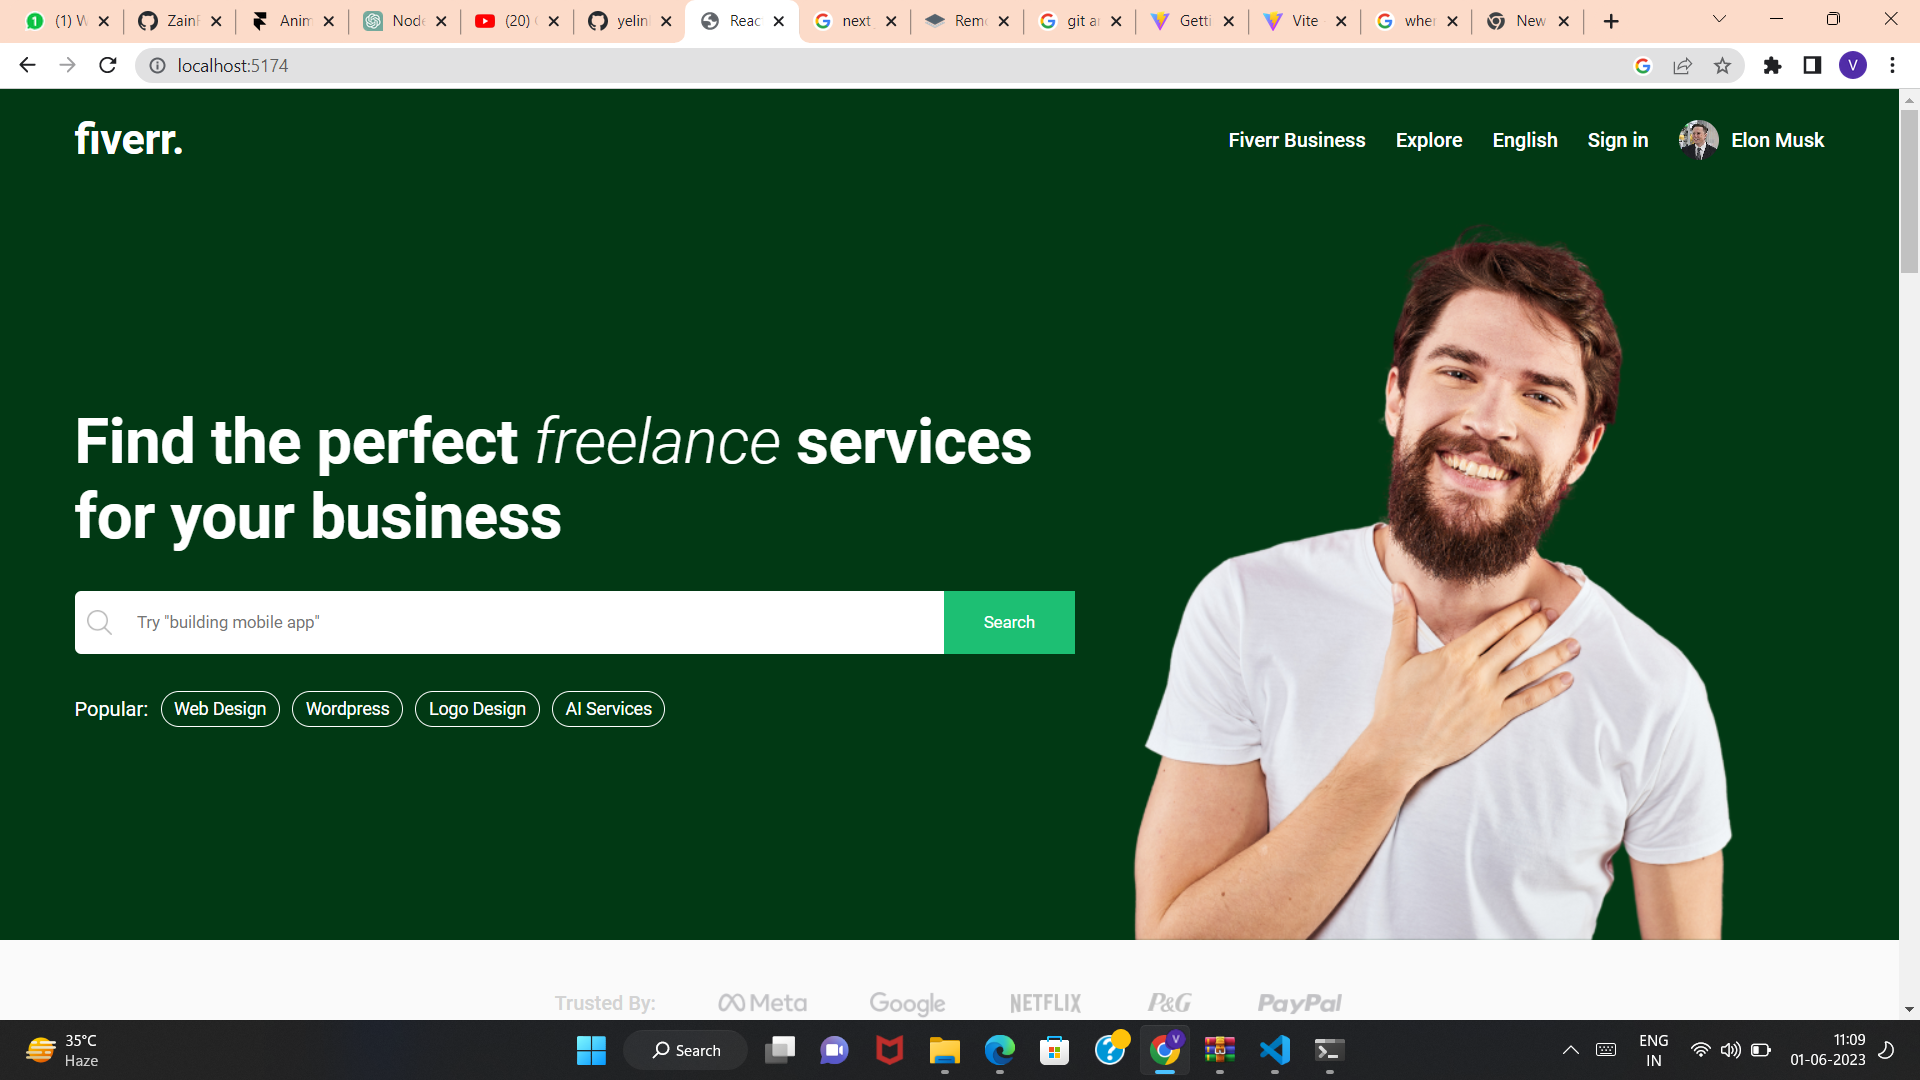 (1) W
Zain
Anim
Node
(20)
yelin
Reac
next
Remo
git a
Getti
Vite
wher
New
localhost:5174
V
fiverr.
Fiverr Business
Explore
English
Sign in
Elon Musk
Find the perfect freelance services
for your business
Try "building mobile app"
Search
Popular:
Web Design
Wordpress
Logo Design
AI Services
Trusted By:
Meta
Google
NETFLIX
P&G
PayPal
35°C
Haze
Search
ENG
IN
11:09
01-06-2023